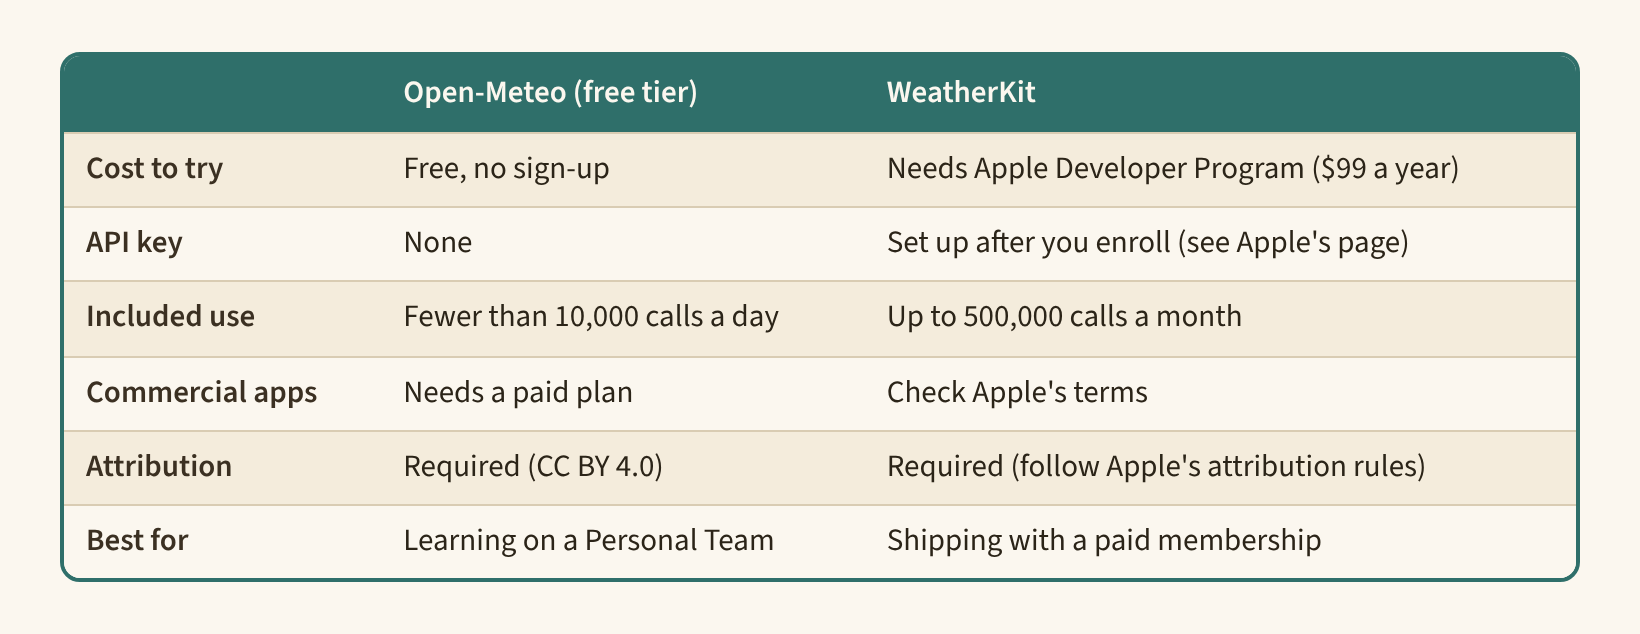 Open-Meteo (free tier) WeatherKit
Cost to try Free, no sign-up Needs Apple Developer Program ($99 a year)
API key None Set up after you enroll (see Apple's page)
Included use Fewer than 10,000 calls a day Up to 500,000 calls a month
Commercial apps Needs a paid plan Check Apple's terms
Attribution Required (CC BY 4.0) Required (follow Apple's attribution rules)
Best for Learning on a Personal Team Shipping with a paid membership